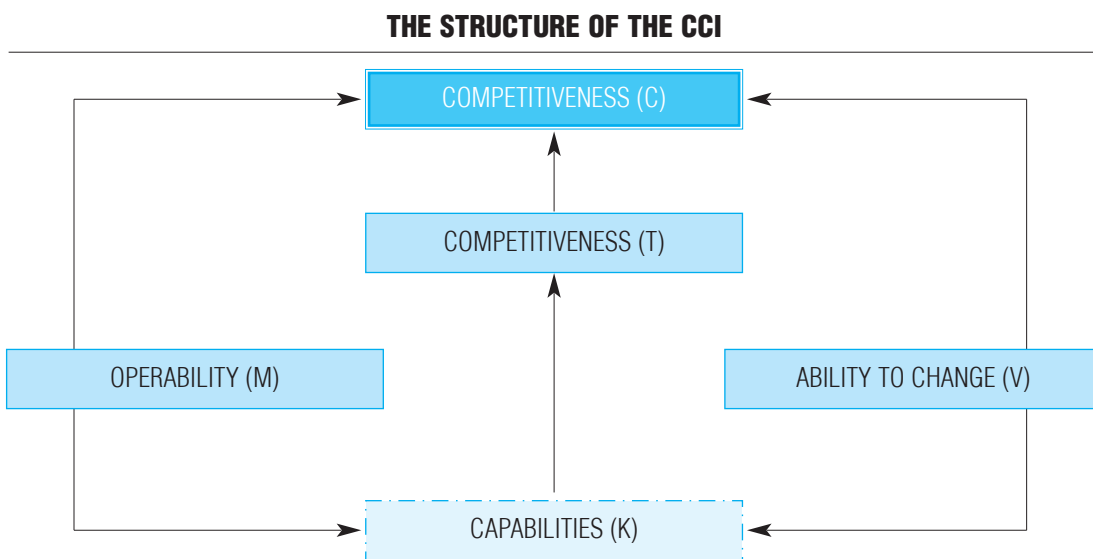 THE STRUCTURE OF THE CCI
COMPETITIVENESS (C)
COMPETITIVENESS (T)
OPERABILITY (M)
ABILITY TO CHANGE (V)
CAPABILITIES (K)